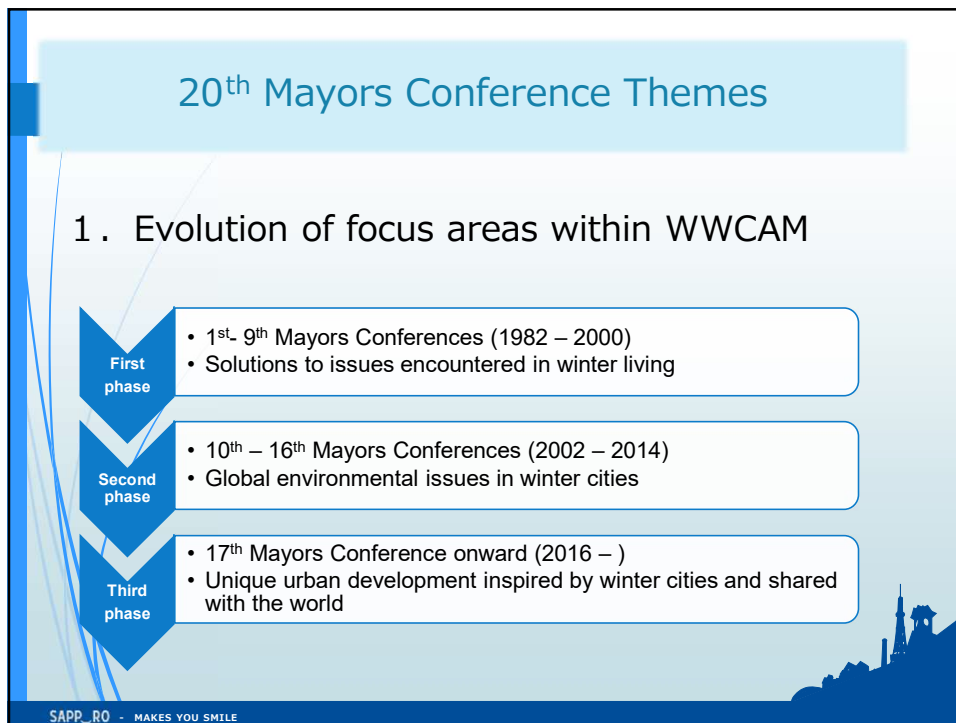 20th Mayors Conference Themes
1．Evolution of focus areas within WWCAM
First
phase
• 1st- 9th Mayors Conferences (1982 – 2000)
• Solutions to issues encountered in winter living
Second
phase
• 10th – 16th Mayors Conferences (2002 – 2014)
• Global environmental issues in winter cities
Third
phase
• 17th Mayors Conference onward (2016 – )
• Unique urban development inspired by winter cities and shared
with the world
SAPP_RO - MAKES YOU SMILE